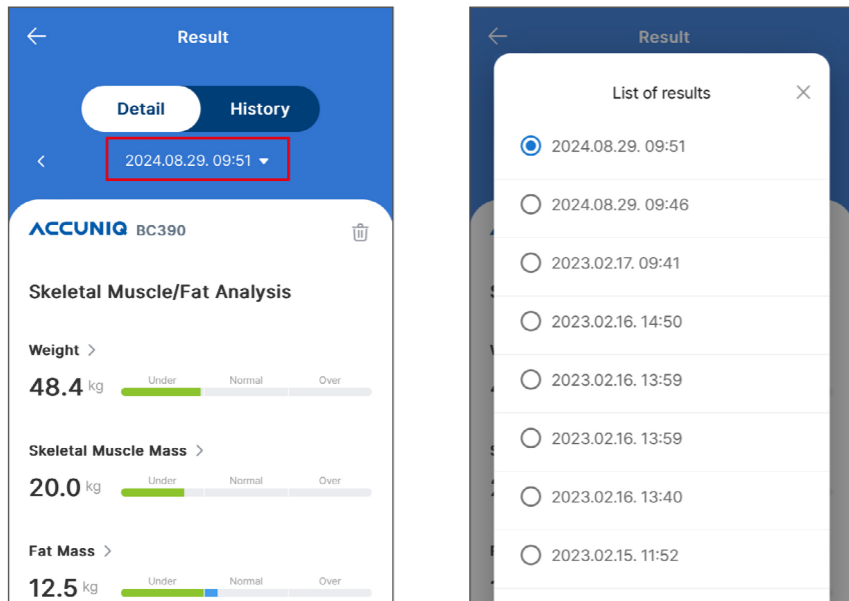 Result
Detail History
2024.08.29. 09:51
ACCUNIQ BC390
Skeletal Muscle/Fat Analysis
Weight
48.4 kg Under Normal Over
Skeletal Muscle Mass
20.0 kg Under Normal Over
Fat Mass
12.5 kg Under Normal Over
Result
List of results
2024.08.29. 09:51
2024.08.29. 09:46
2023.02.17. 09:41
2023.02.16. 14:50
2023.02.16. 13:59
2023.02.16. 13:59
2023.02.16. 13:40
2023.02.15. 11:52